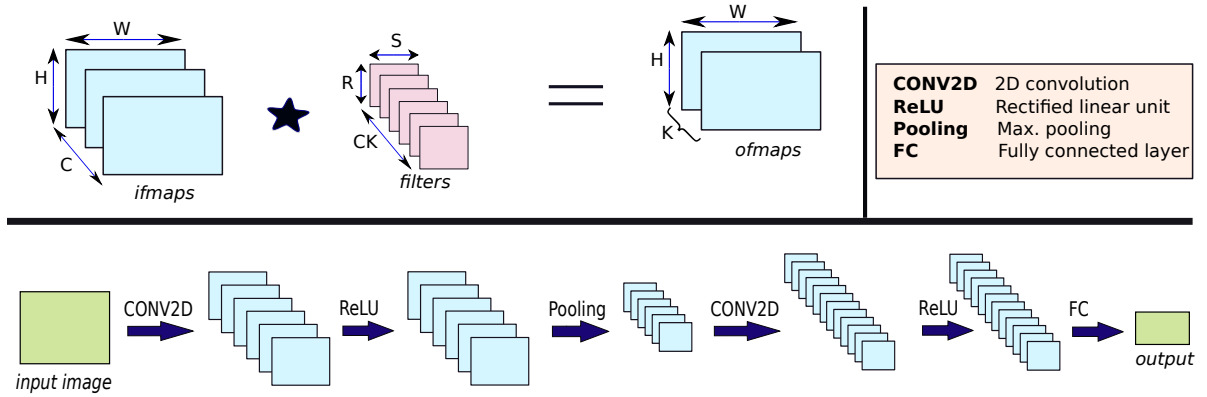 W
H
C
ifmaps
S
R
CK
filters
W
H
K
ofmaps
CONV2D 2D convolution
ReLU Rectified linear unit
Pooling Max. pooling
FC Fully connected layer
input image
CONV2D
ReLU
Pooling
CONV2D
ReLU
FC
output